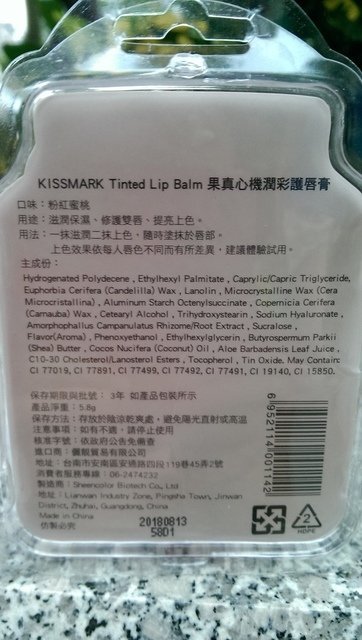 KISSMARK Tinted Lip Balm 果真心機潤彩護唇膏
口味：粉紅蜜桃
用途：滋潤保濕、修護雙唇、提亮上色。
用法：一抹滋潤二抹上色，隨時塗抹於唇部。
上色效果依每人唇色不同而有所差異，建議體驗試用。
主成份：
Hydrogenated Polydecene , Ethylhexyl Palmitate , Caprylic/Capric Triglyceride,
Euphorbia Cerifera (Candelilla) Wax , Lanolin , Microcrystalline Wax (Cera
Microcristallina) , Aluminum Starch Octenylsuccinate , Copernicia Cerifera
(Carnauba) Wax , Cetearyl Alcohol , Trihydroxystearin , Sodium Hyaluronate ,
Amorphophallus Campanulatus Rhizome/Root Extract , Sucralose ,
Flavor(Aroma) , Phenoxyethanol , Ethylhexylglycerin , Butyrospermum Parkii
(Shea) Butter , Cocos Nucifera (Coconut) Oil , Aloe Barbadensis Leaf Juice ,
C10-30 Cholesterol/Lanosterol Esters , Tocopherol , Tin Oxide. May Contain:
CI 77019, CI 77891, CI 77499, CI 77492, CI 77491, CI 19140, CI 15850.
保存期限與批號： 3年 如產品包裝所示
產品淨重：5.8g
保存方法：存放於陰涼乾爽處，避免陽光直射或高溫
注意事項：如有不適，請停止使用
核准字號：依政府公告免備查
進口商：儷靚貿易有限公司
地址：台南市安南區安通路四段119巷45弄2號
消費者服務專線：06-2474232
製造商：Sheencolor Biotech Co., Ltd
地址：Lianwan Industry Zone, Pingsha Town, Jinwan
District, Zhuhai, Guangdong, China
Made in China
仿製必究
20180813
58D1
6 952114 001142
2
HDPE